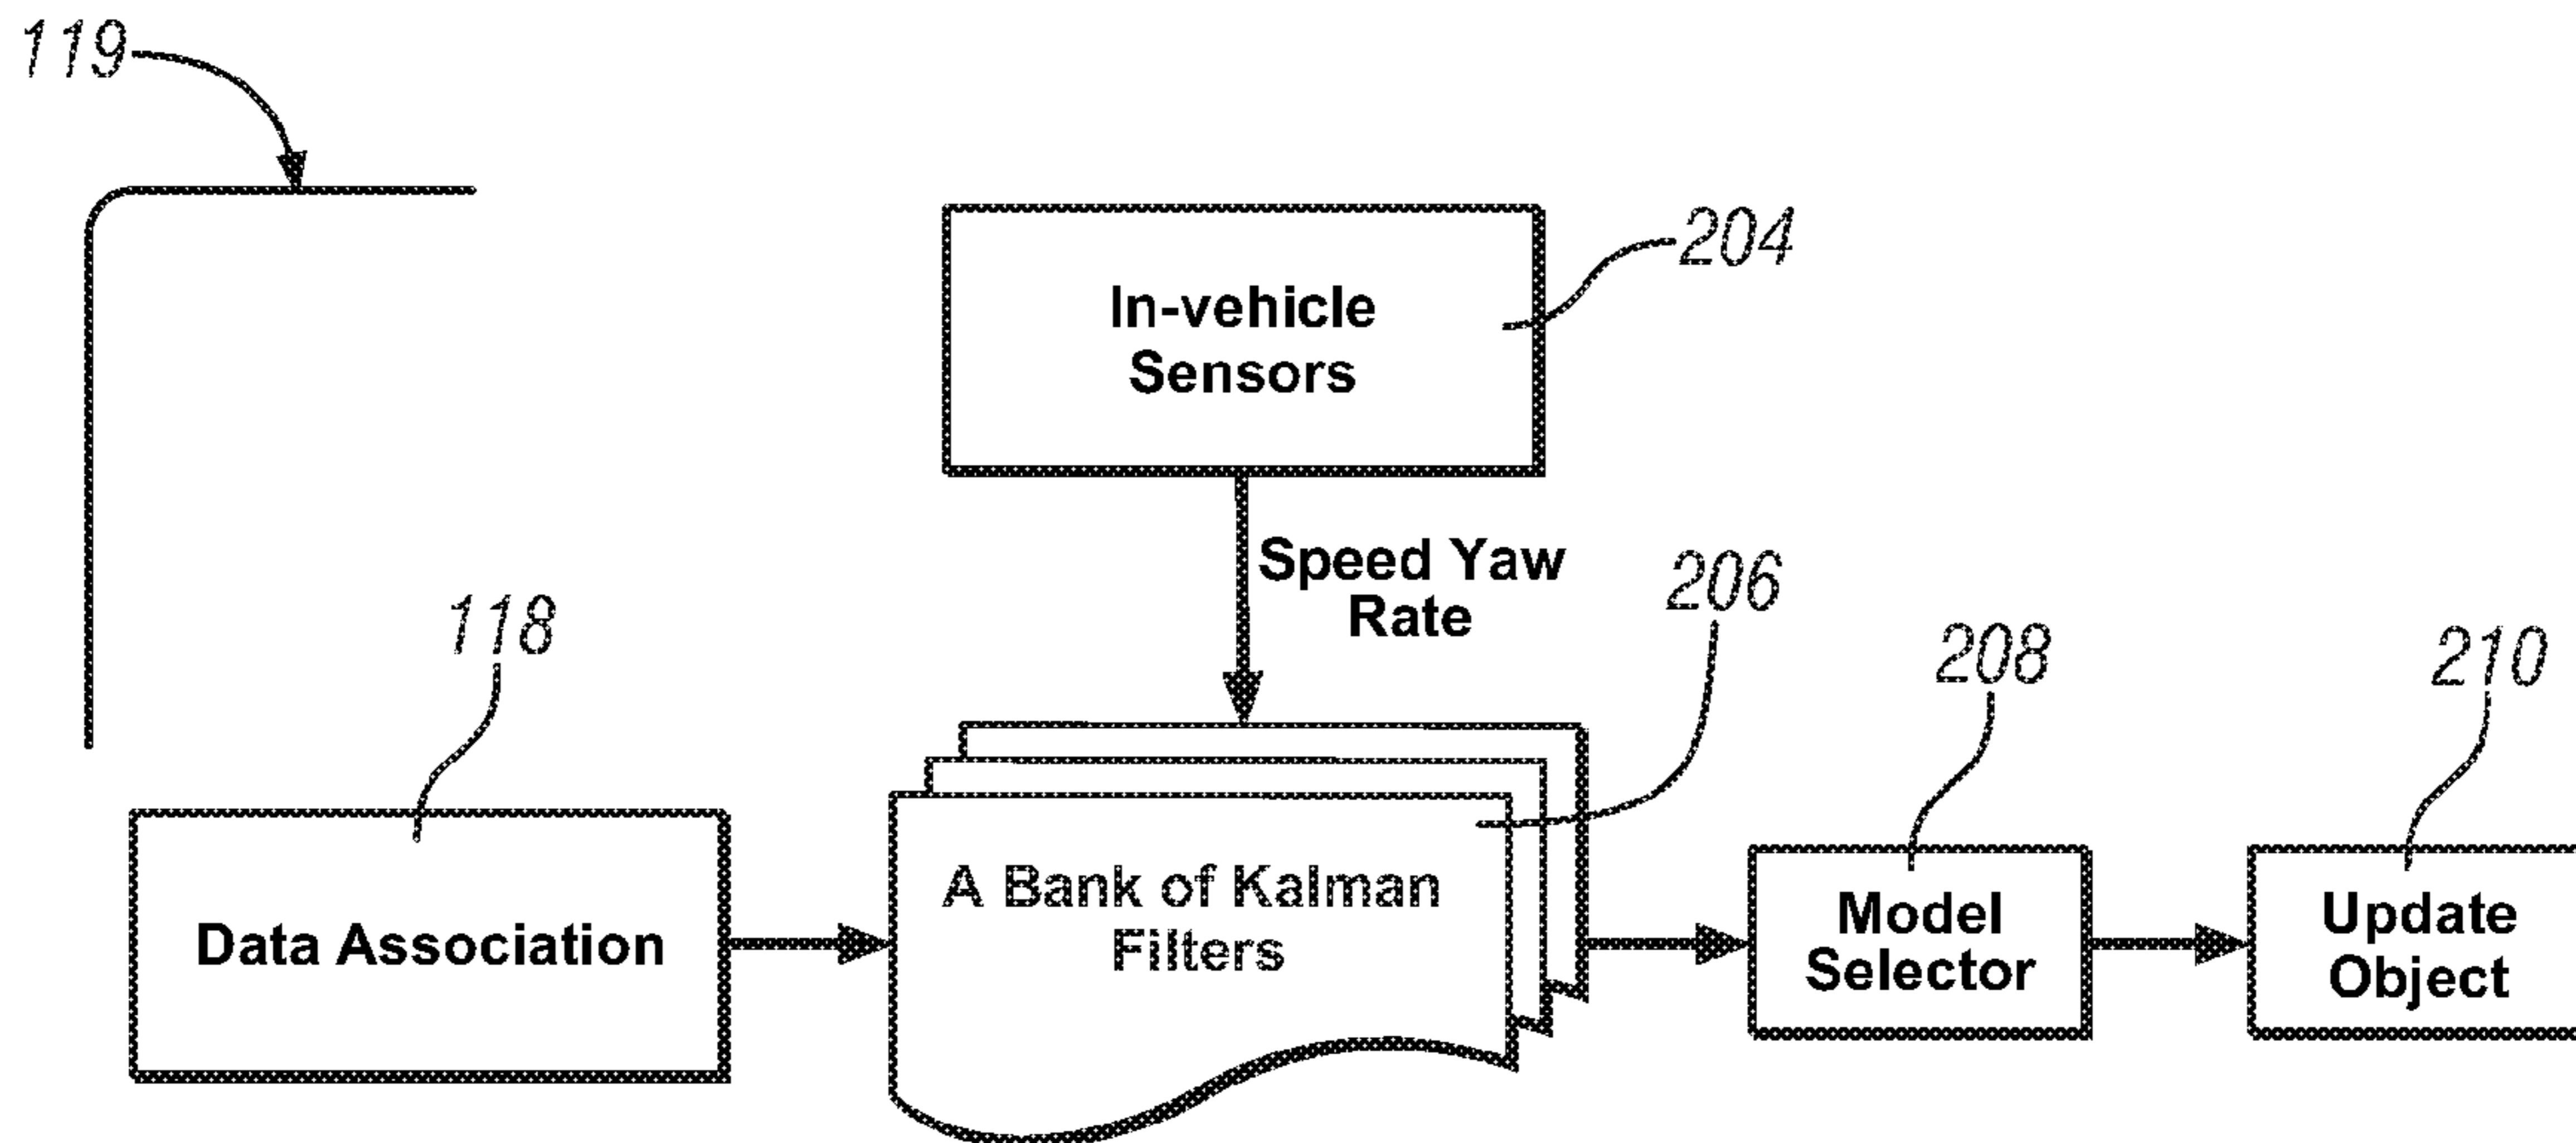 119
204
In-vehicle
Sensors
Speed Yaw
Rate
206
118
208
210
A Bank of Kalman
Filters
Data Association
Model
Selector
Update
Object